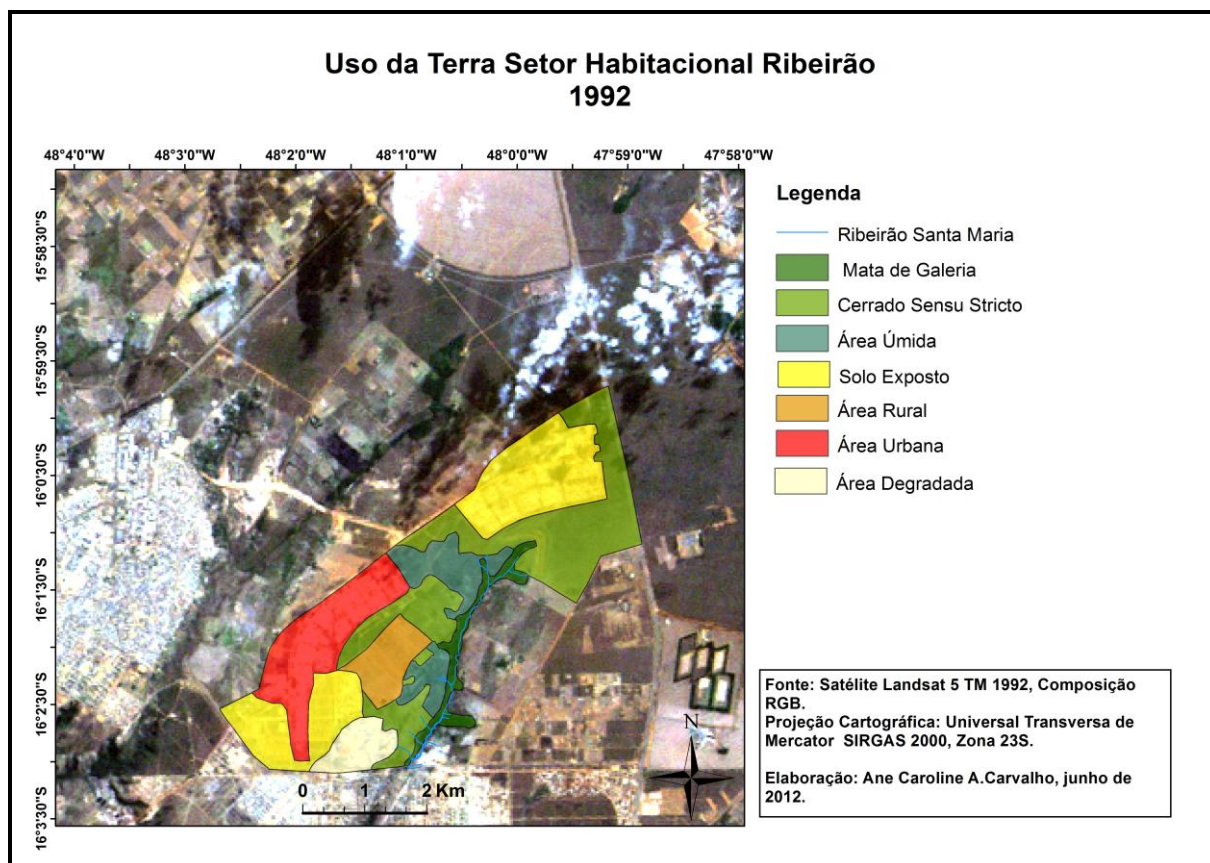 Uso da Terra Setor Habitacional Ribeirão
1992
48°4'0"W 48°3'0"W 48°2'0"W 48°1'0"W 48°0'0"W 47°59'0"W 47°58'0"W
15°58'30"S
15°59'30"S
16°0'30"S
16°1'30"S
16°2'30"S
16°3'30"S
Legenda
Ribeirão Santa Maria
Mata de Galeria
Cerrado Sensu Stricto
Área Úmida
Solo Exposto
Área Rural
Área Urbana
Área Degradada
N
0 1 2 Km
Fonte: Satélite Landsat 5 TM 1992, Composição
RGB.
Projeção Cartográfica: Universal Transversa de
Mercator SIRGAS 2000, Zona 23S.
Elaboração: Ane Caroline A.Carvalho, junho de
2012.